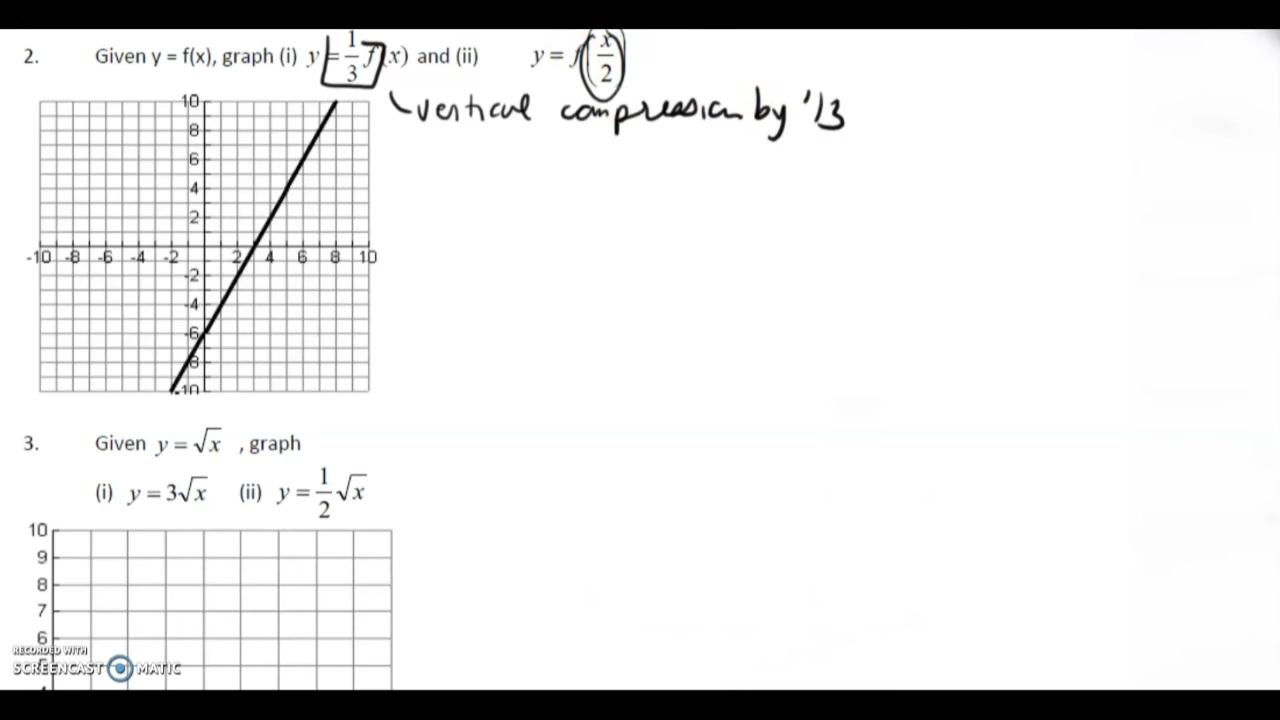 2. Given y = f(x), graph (i) y = 1/3 f(x) and (ii) y = f(x/2)
vertical compression by 1/3
10
8
6
4
2
-10 -8 -6 -4 -2 2 4 6 8 10
-2
-4
-6
8
-10
3. Given y = √x , graph
(i) y = 3√x (ii) y = 1/2 √x
10
9
8
7
6
5
RECORDED WITH
SCREENCAST MATIC